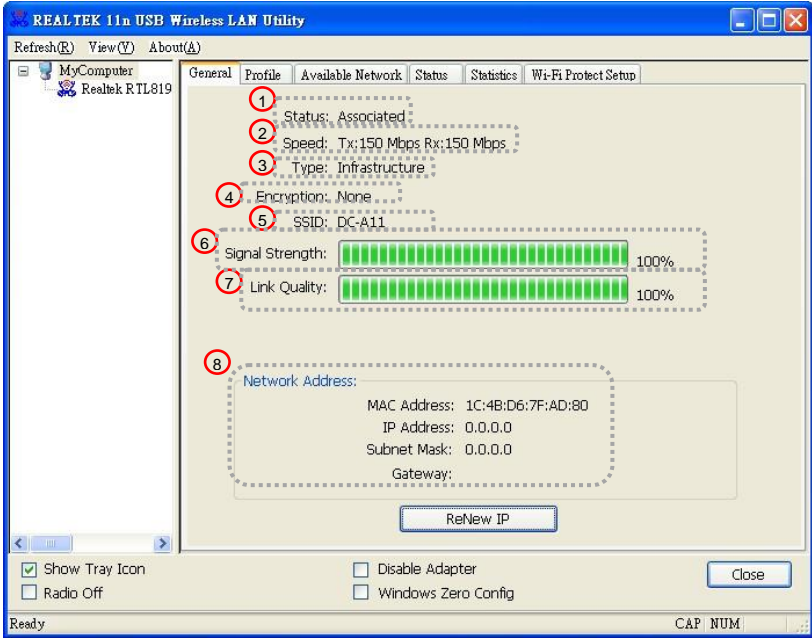 REALTEK 11n USB Wireless LAN Utility
Refresh(R) View(V) About(A)
MyComputer
Realtek RTL819
General Profile Available Network Status Statistics Wi-Fi Protect Setup
1 Status: Associated
2 Speed: Tx:150 Mbps Rx:150 Mbps
3 Type: Infrastructure
4 Encryption: None
5 SSID: DC-A11
6 Signal Strength: 100%
7 Link Quality: 100%
8
Network Address:
MAC Address: 1C:4B:D6:7F:AD:80
IP Address: 0.0.0.0
Subnet Mask: 0.0.0.0
Gateway:
ReNew IP
Show Tray Icon Disable Adapter
Radio Off Windows Zero Config
Close
Ready CAP NUM